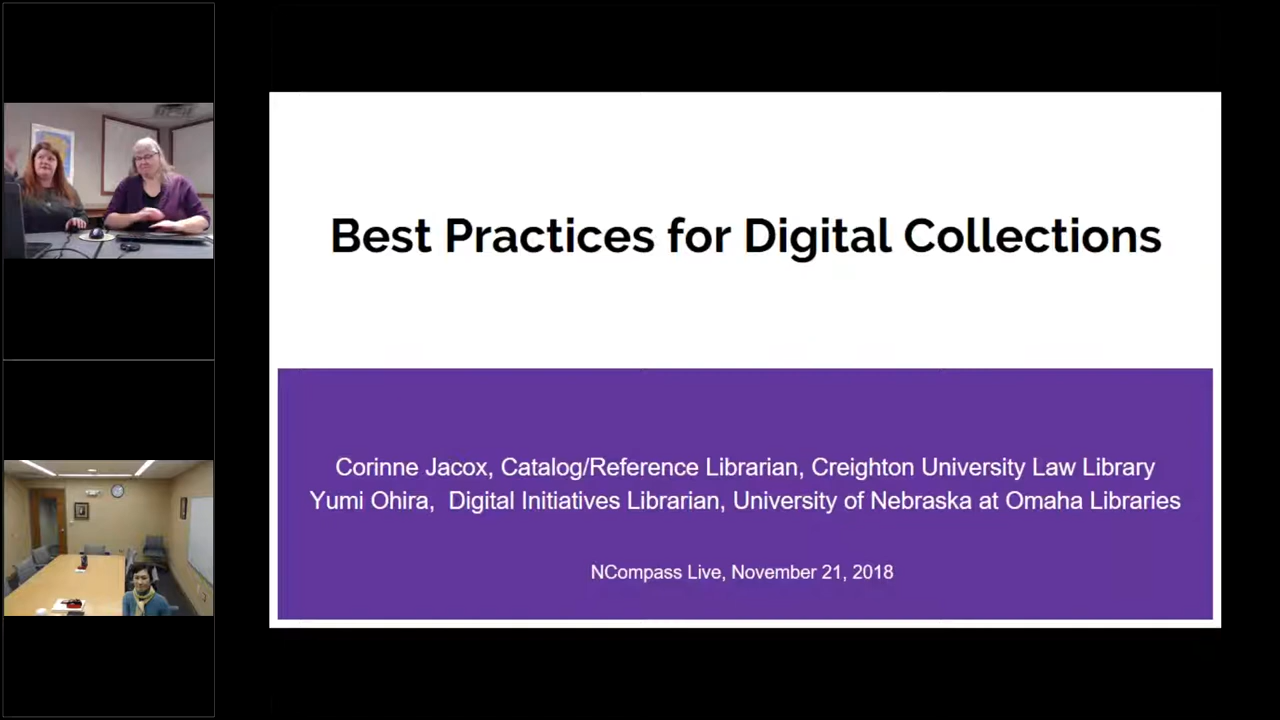 Best Practices for Digital Collections
Corinne Jacox, Catalog/Reference Librarian, Creighton University Law Library
Yumi Ohira, Digital Initiatives Librarian, University of Nebraska at Omaha Libraries
NCompass Live, November 21, 2018